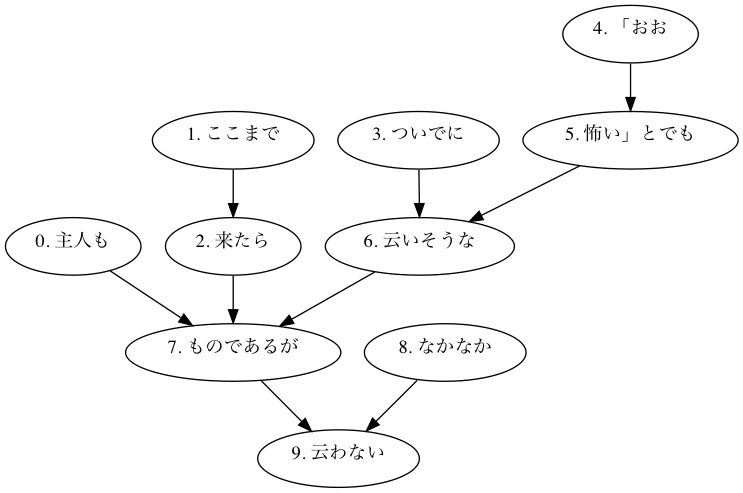 4. 「おお
1. ここまで
3. ついでに
5. 怖い」とでも
0. 主人も
2. 来たら
6. 云いそうな
7. ものであるが
8. なかなか
9. 云わない